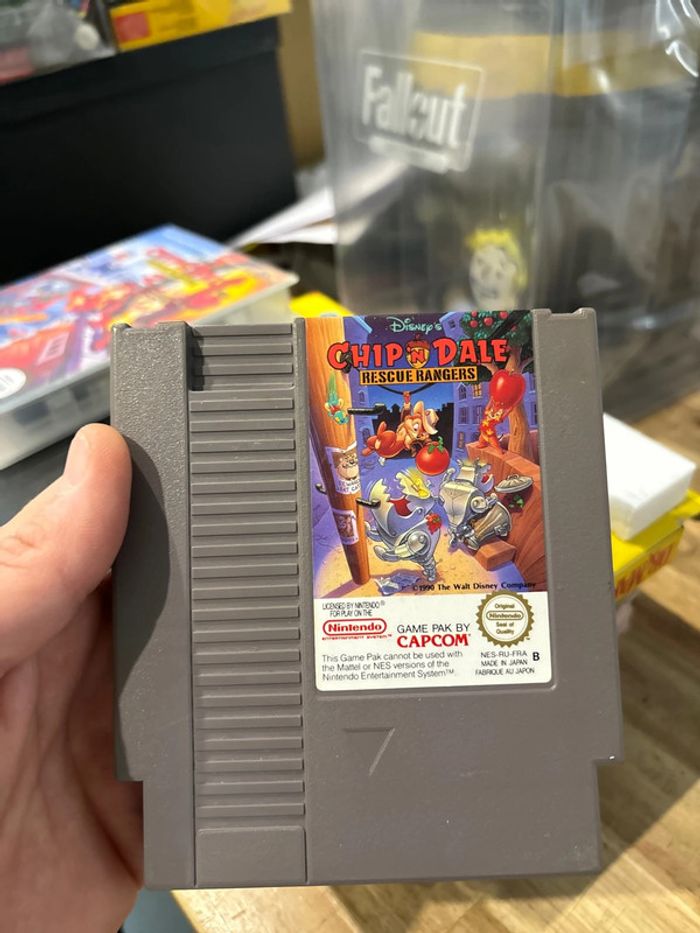 Fallout
Disney's
CHIP 'N DALE
RESCUE RANGERS
©1990 The Walt Disney Company
LICENSED BY NINTENDO®
FOR PLAY ON THE
Nintendo
ENTERTAINMENT SYSTEM™
GAME PAK BY
CAPCOM
Original
Nintendo
Seal of
Quality
This Game Pak cannot be used with
the Mattel or NES versions of the
Nintendo Entertainment System™.
NES-RU-FRA B
MADE IN JAPAN
FABRIQUE AU JAPON